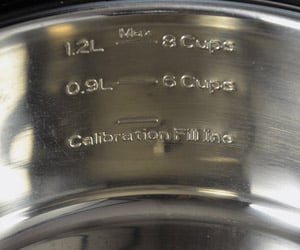 Max
1.2L 8 Cups
0.9L 6 Cups
Calibration Fill line